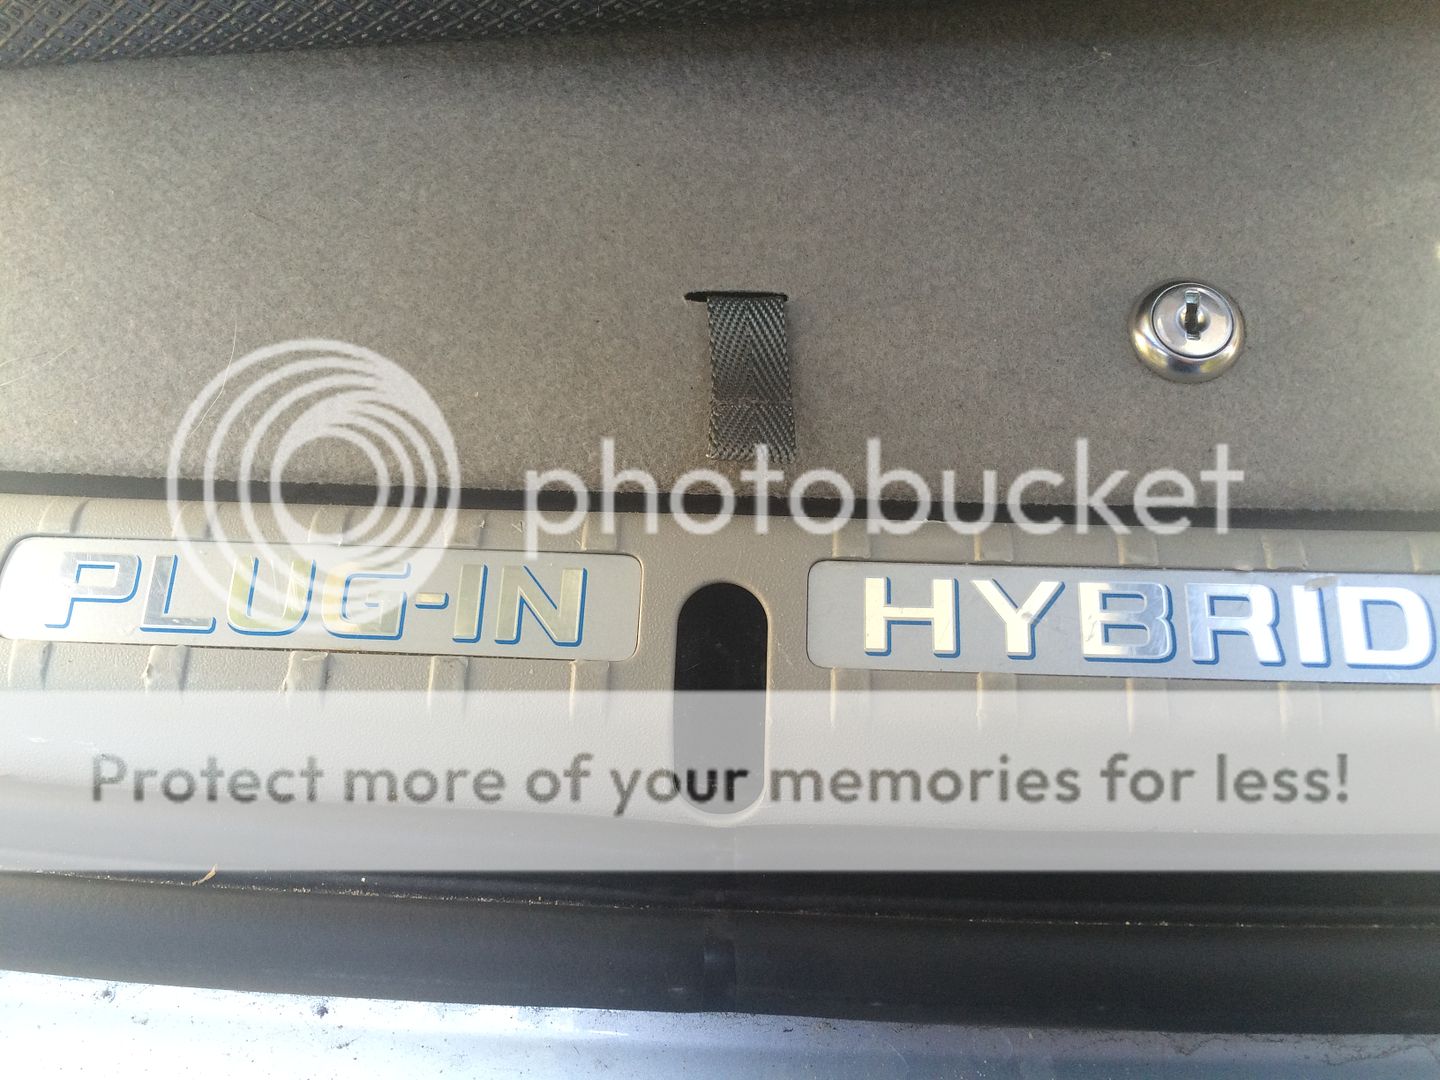 photobucket
PLUG-IN HYBRID
Protect more of your memories for less!